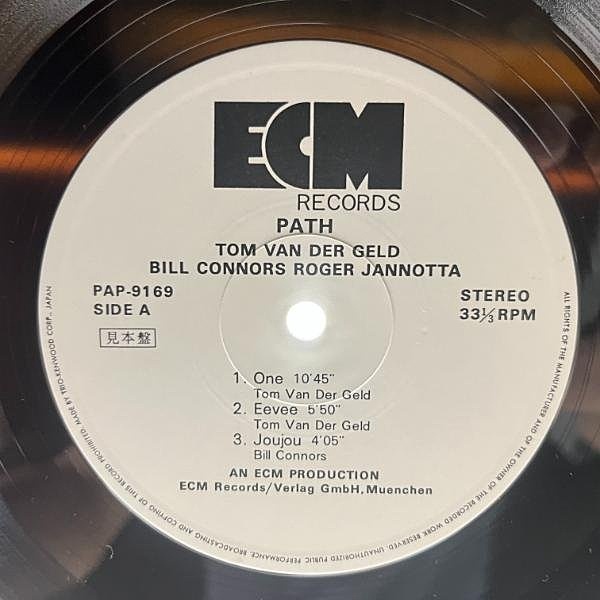 ECM
RECORDS
PATH
TOM VAN DER GELD
BILL CONNORS ROGER JANNOTTA
PAP-9169
SIDE A
見本盤
STEREO
33⅓ RPM
1. One 10'45"
Tom Van Der Geld
2. Eevee 5'50"
Tom Van Der Geld
3. Joujou 4'05"
Bill Connors
AN ECM PRODUCTION
ECM Records/Verlag GmbH, Muenchen
ALL RIGHTS OF THE MANUFACTURER AND OF THE OWNER OF THE RECORDED WORK RESERVED. UNAUTHORIZED PUBLIC PERFORMANCE, BROADCASTING AND COPYING OF THIS RECORD PROHIBITED. MADE BY TRIO-KENWOOD CORP., JAPAN